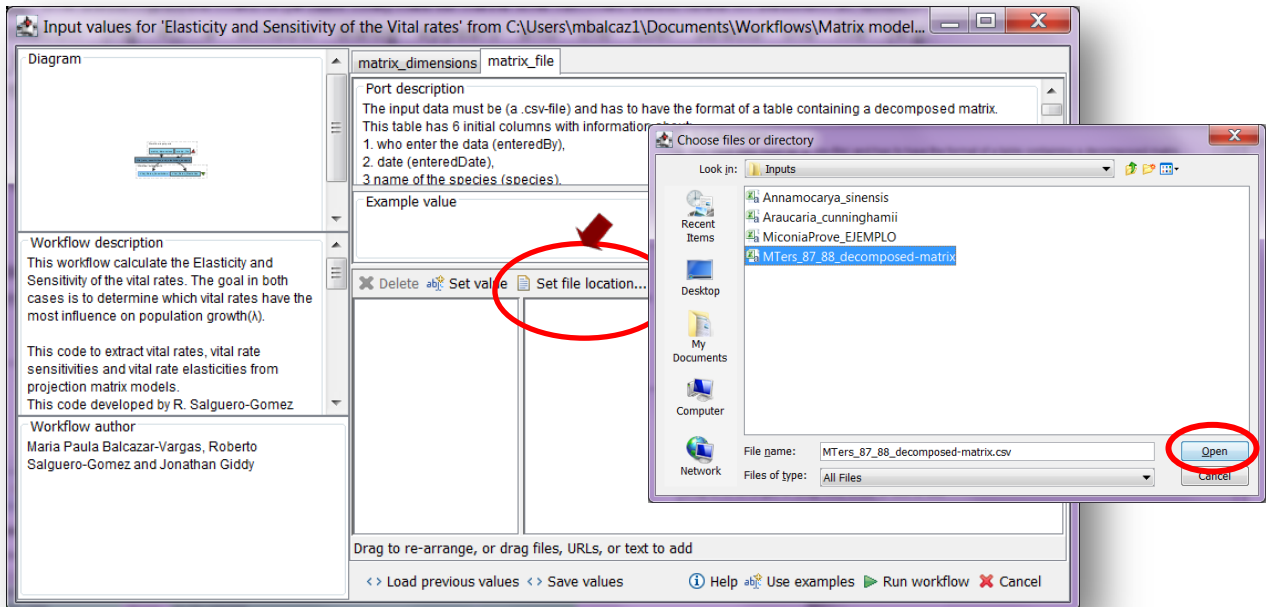 Input values for 'Elasticity and Sensitivity of the Vital rates' from C:\Users\mbalcaz1\Documents\Workflows\Matrix model...
Diagram
Workflow description
This workflow calculate the Elasticity and
Sensitivity of the vital rates. The goal in both
cases is to determine which vital rates have the
most influence on population growth(λ).
This code to extract vital rates, vital rate
sensitivities and vital rate elasticities from
projection matrix models.
This code developed by R. Salguero-Gomez
Workflow author
Maria Paula Balcazar-Vargas, Roberto
Salguero-Gomez and Jonathan Giddy
matrix_dimensions matrix_file
Port description
The input data must be (a .csv-file) and has to have the format of a table containing a decomposed matrix.
This table has 6 initial columns with information
1. who enter the data (enteredBy),
2. date (enteredDate),
3 name of the species (species),
Example value
Delete Set value Set file location...
Drag to re-arrange, or drag files, URLs, or text to add
Load previous values Save values Help Use examples Run workflow Cancel
Choose files or directory
Look in: Inputs
Recent
Items
Desktop
My
Documents
Computer
Network
Annamocarya_sinensis
Araucaria_cunninghamii
MiconiaProve_EJEMPLO
MTers_87_88_decomposed-matrix
File name: MTers_87_88_decomposed-matrix.csv Open
Files of type: All Files Cancel